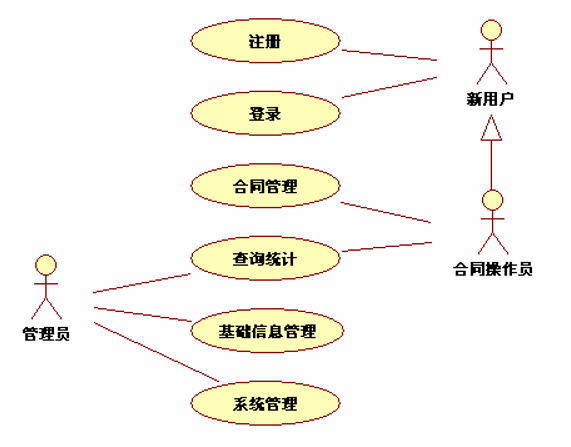 注册
新用户
登录
合同管理
查询统计
合同操作员
管理员
基础信息管理
系统管理